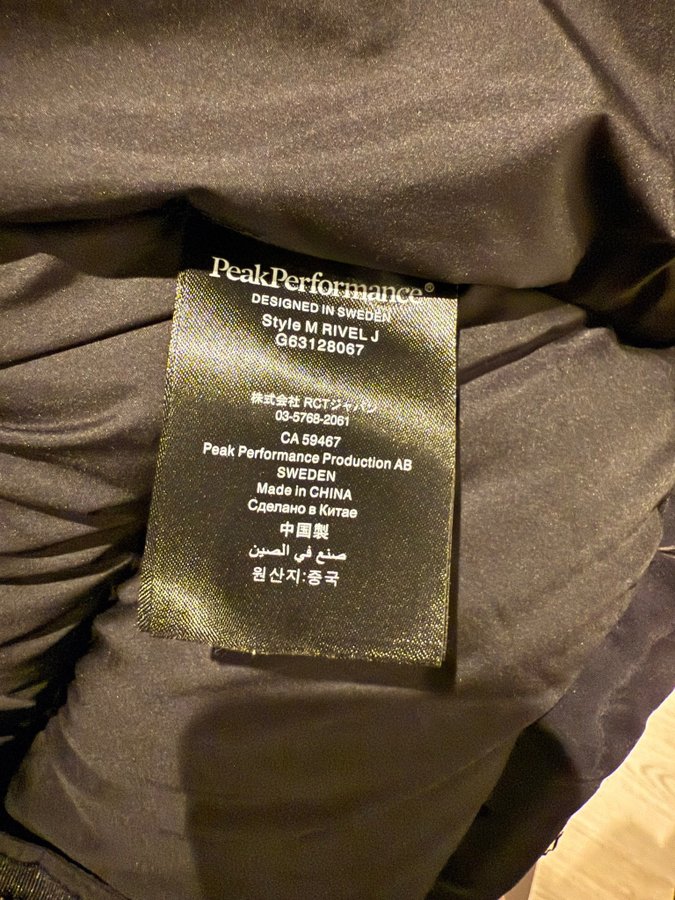 PeakPerformance®
DESIGNED IN SWEDEN
Style M RIVEL J
G63128067
株式会社 RCTジャパン
03-5768-2061
CA 59467
Peak Performance Production AB
SWEDEN
Made in CHINA
Сделано в Китае
中国製
صنع في الصين
원산지:중국